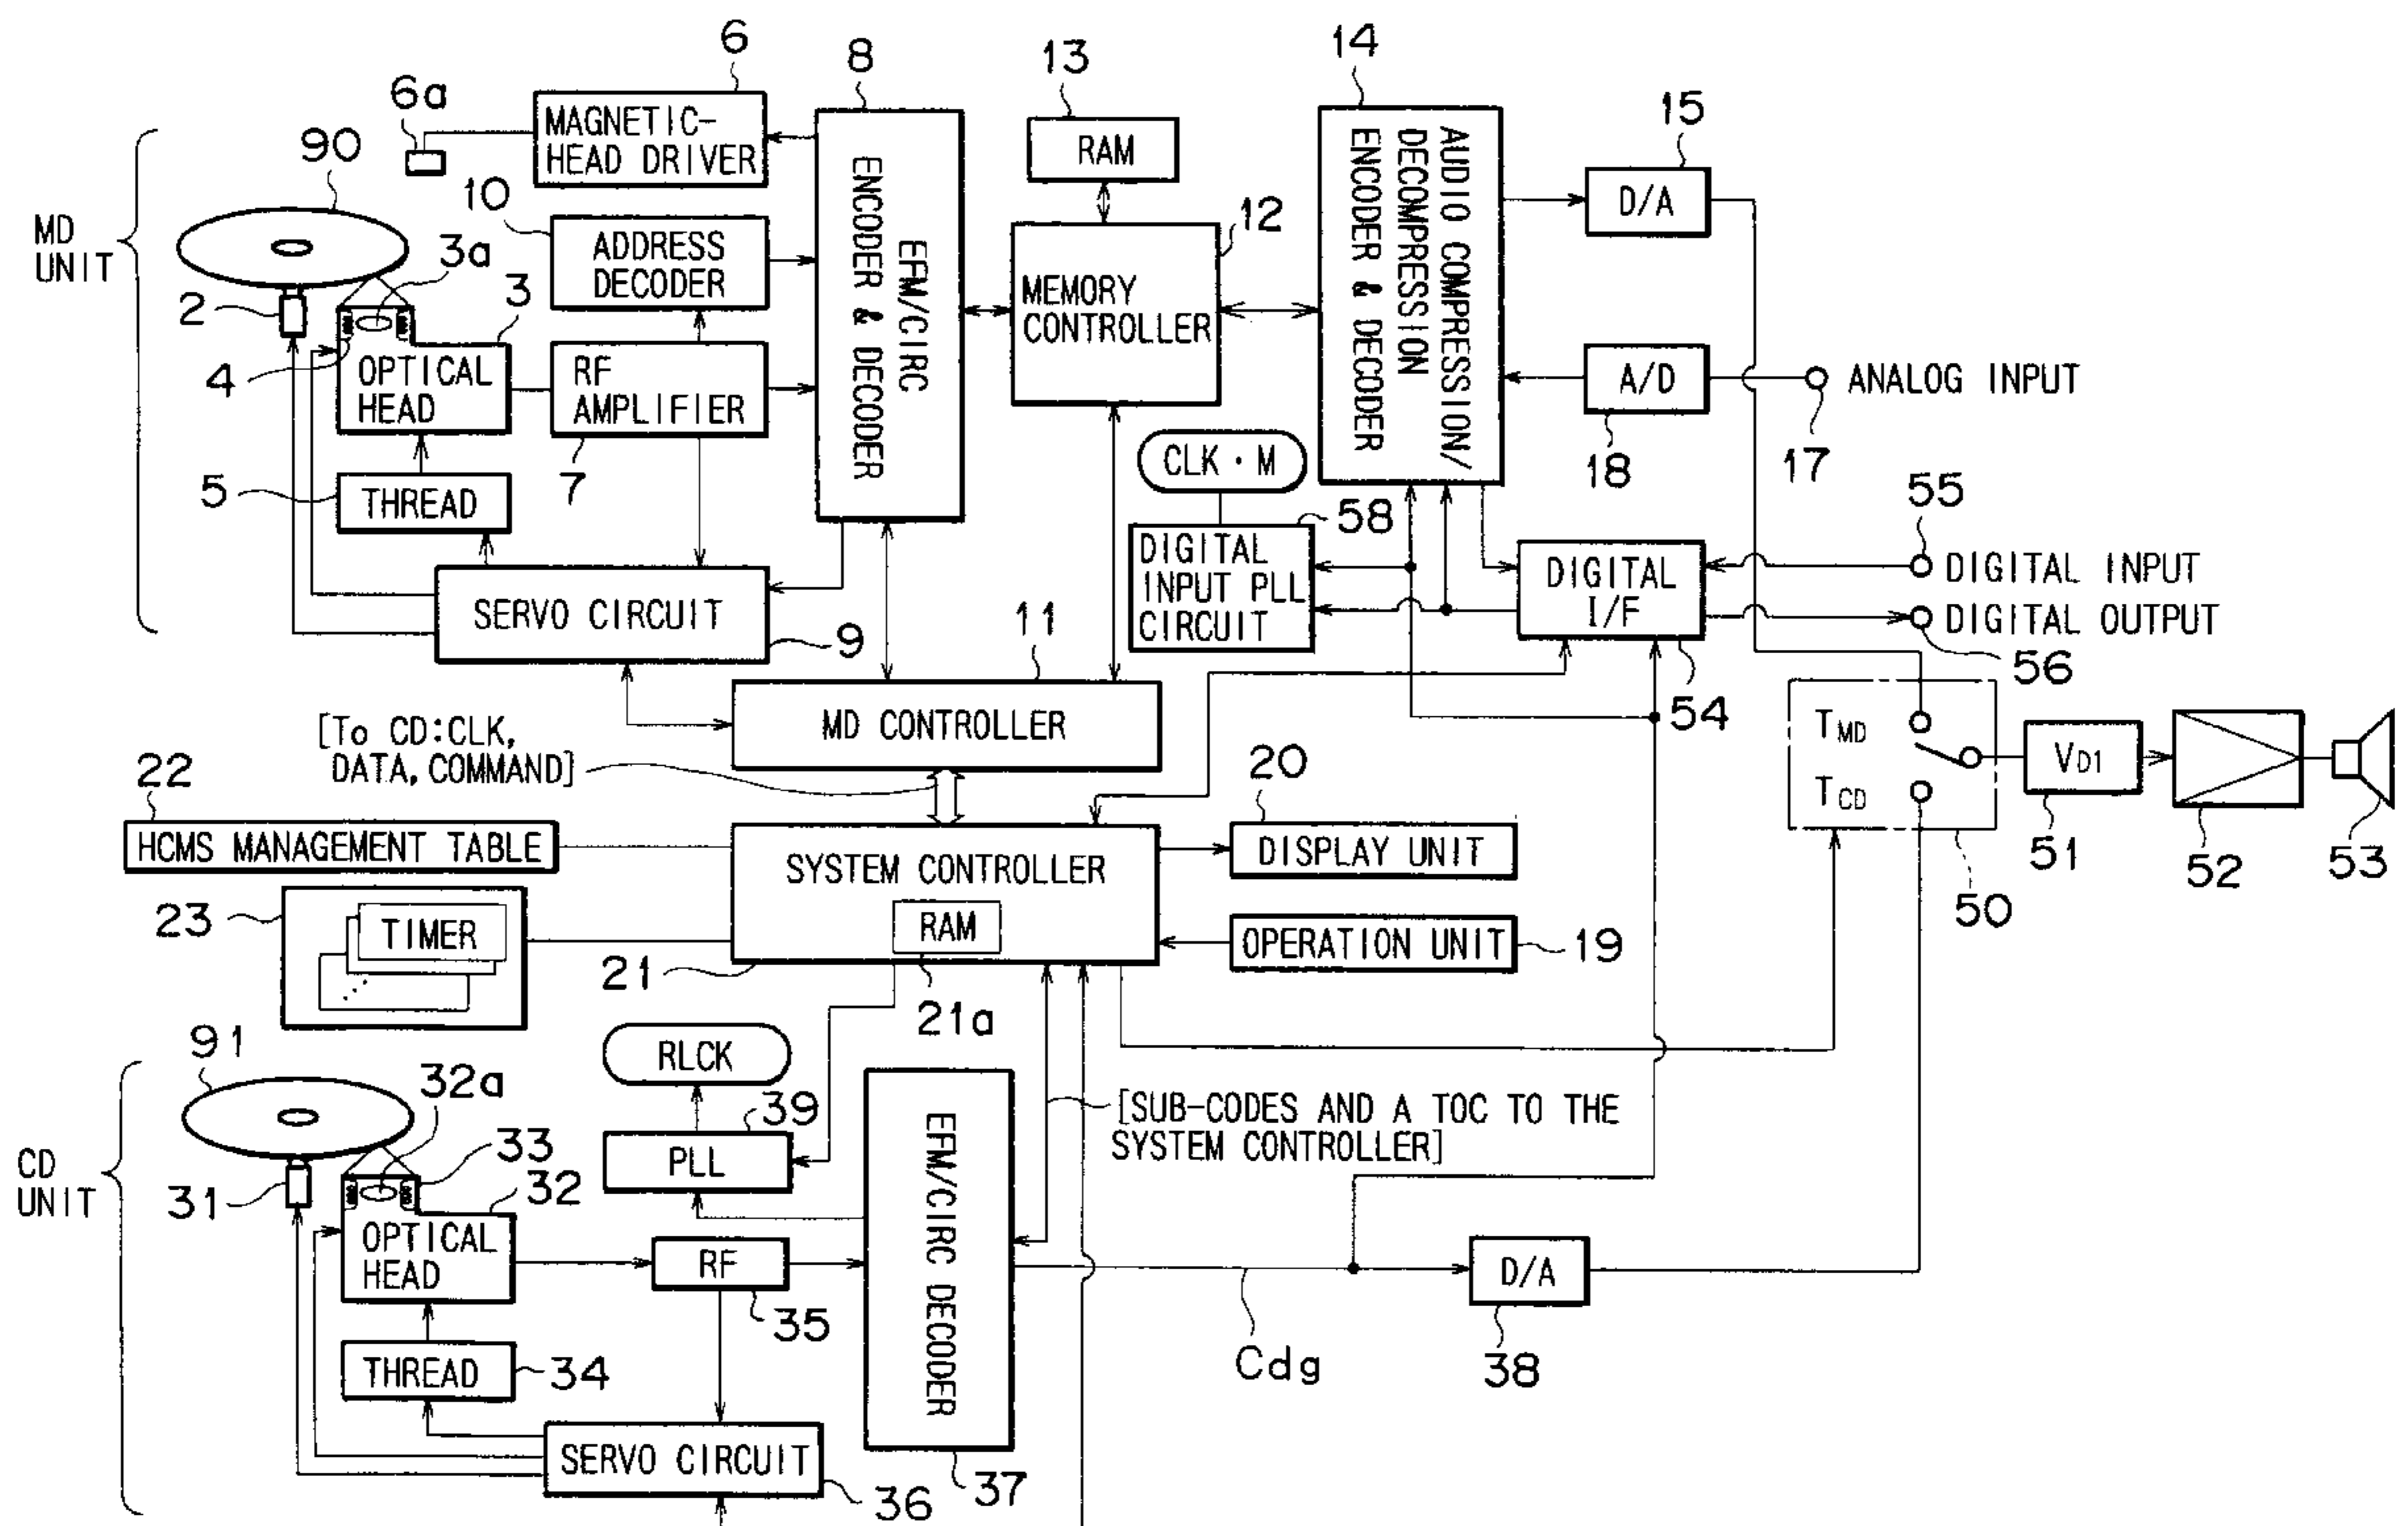 6
8
13
14
6a
MAGNETIC-
HEAD DRIVER
15
90
RAM
10
D/A
12
MD
UNIT
3a
ADDRESS
DECODER
EFM/CIRC
ENCODER & DECODER
MEMORY
CONTROLLER
AUDIO COMPRESSION/
DECOMPRESSION
ENCODER & DECODER
2
3
4
OPTICAL
HEAD
RF
AMPLIFIER
A/D
ANALOG INPUT
CLK・M
18
17
5
THREAD
7
58
55
DIGITAL
INPUT PLL
CIRCUIT
DIGITAL
I/F
DIGITAL INPUT
SERVO CIRCUIT
11
DIGITAL OUTPUT
9
56
54
MD CONTROLLER
[To CD:CLK,
DATA, COMMAND]
TMD
22
20
VD1
TCD
HCMS MANAGEMENT TABLE
SYSTEM CONTROLLER
DISPLAY UNIT
51
52
53
23
TIMER
RAM
50
OPERATION UNIT
19
21
21a
91
RLCK
32a
39
[SUB-CODES AND A TOC TO THE
SYSTEM CONTROLLER]
CD
UNIT
33
PLL
EFM/CIRC DECODER
31
32
OPTICAL
HEAD
RF
D/A
35
THREAD
34
Cdg
38
SERVO CIRCUIT
36
37